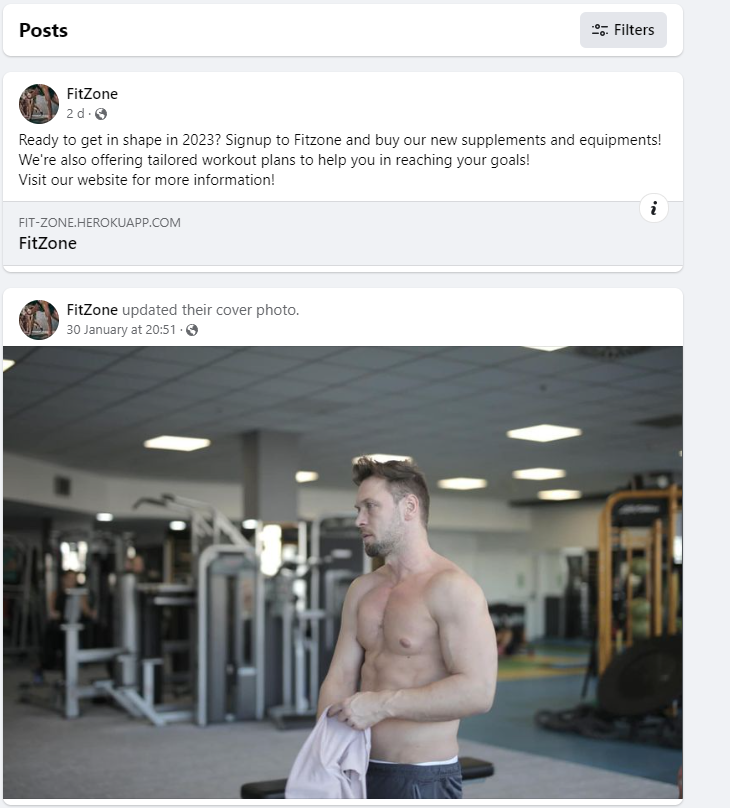 Posts
Filters
FitZone
2 d ·
Ready to get in shape in 2023? Signup to Fitzone and buy our new supplements and equipments!
We're also offering tailored workout plans to help you in reaching your goals!
Visit our website for more information!
i
FIT-ZONE.HEROKUAPP.COM
FitZone
FitZone updated their cover photo.
30 January at 20:51 ·